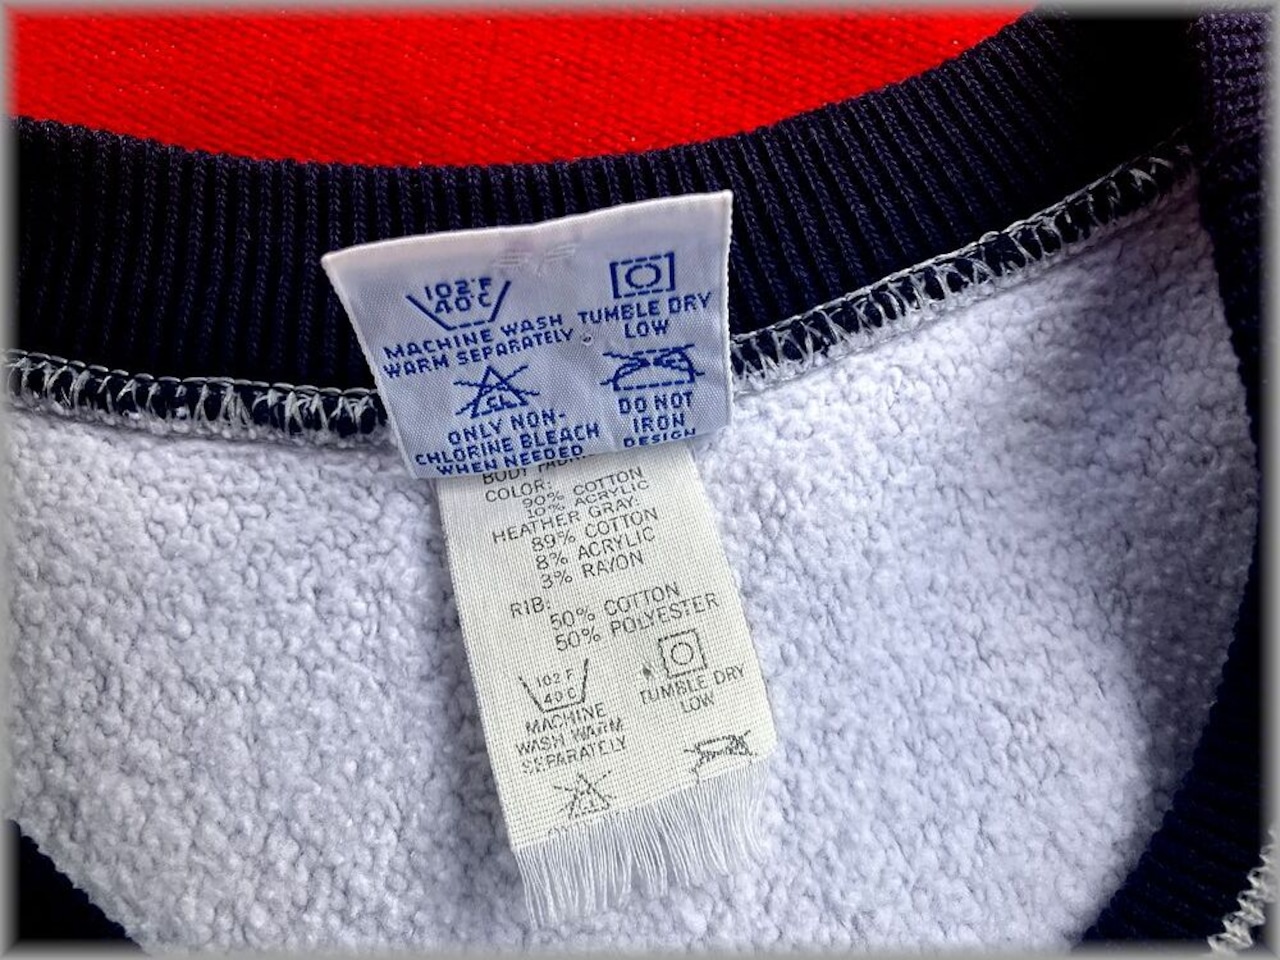 102°F
40°C
MACHINE WASH
WARM SEPARATELY
TUMBLE DRY
LOW
CL
ONLY NON-
CHLORINE BLEACH
WHEN NEEDED
DO NOT
IRON
DESIGN
BODY
COLOR:
90% COTTON
10% ACRYLIC
HEATHER GRAY:
89% COTTON
8% ACRYLIC
3% RAYON
RIB:
50% COTTON
50% POLYESTER
102 F
40 C
MACHINE
WASH WARM
SEPARATELY
TUMBLE DRY
LOW